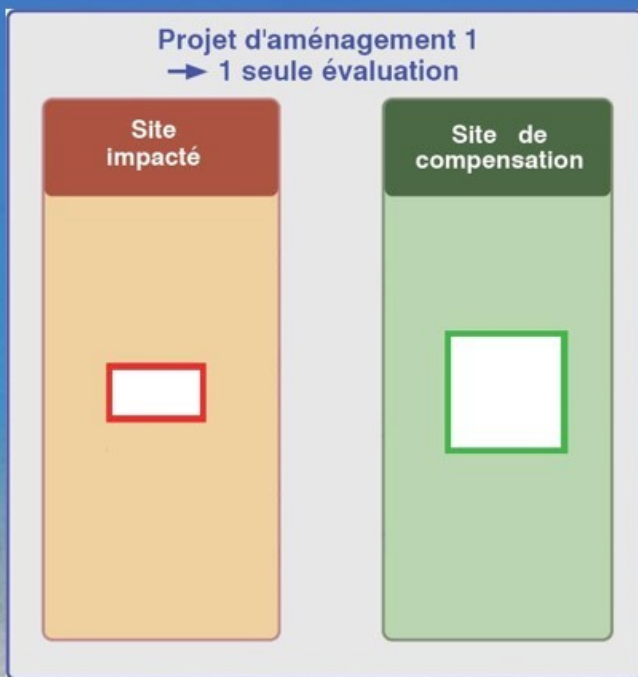 Projet d'aménagement 1
→ 1 seule évaluation
Site
impacté
Site de
compensation